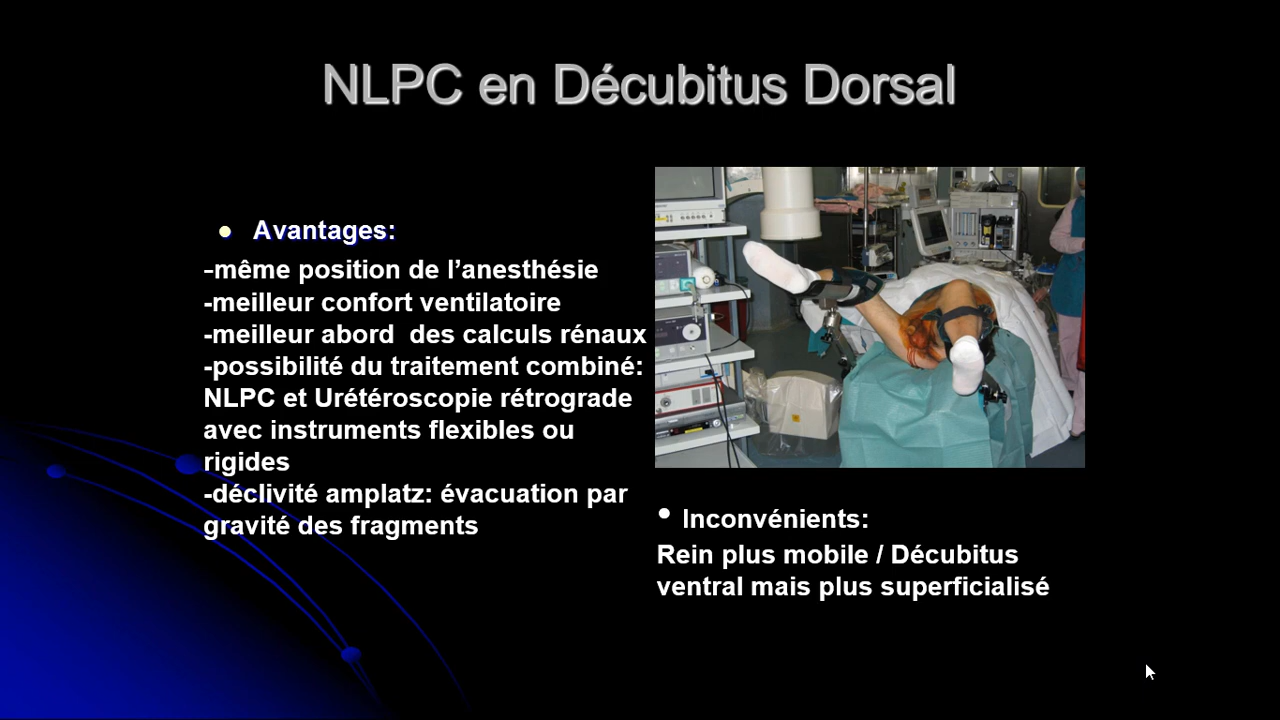 NLPC en Décubitus Dorsal
• Avantages:
-même position de l’anesthésie
-meilleur confort ventilatoire
-meilleur abord  des calculs rénaux
-possibilité du traitement combiné:
NLPC et Urétéroscopie rétrograde
avec instruments flexibles ou
rigides
-déclivité amplatz: évacuation par
gravité des fragments
• Inconvénients:
Rein plus mobile / Décubitus
ventral mais plus superficialisé